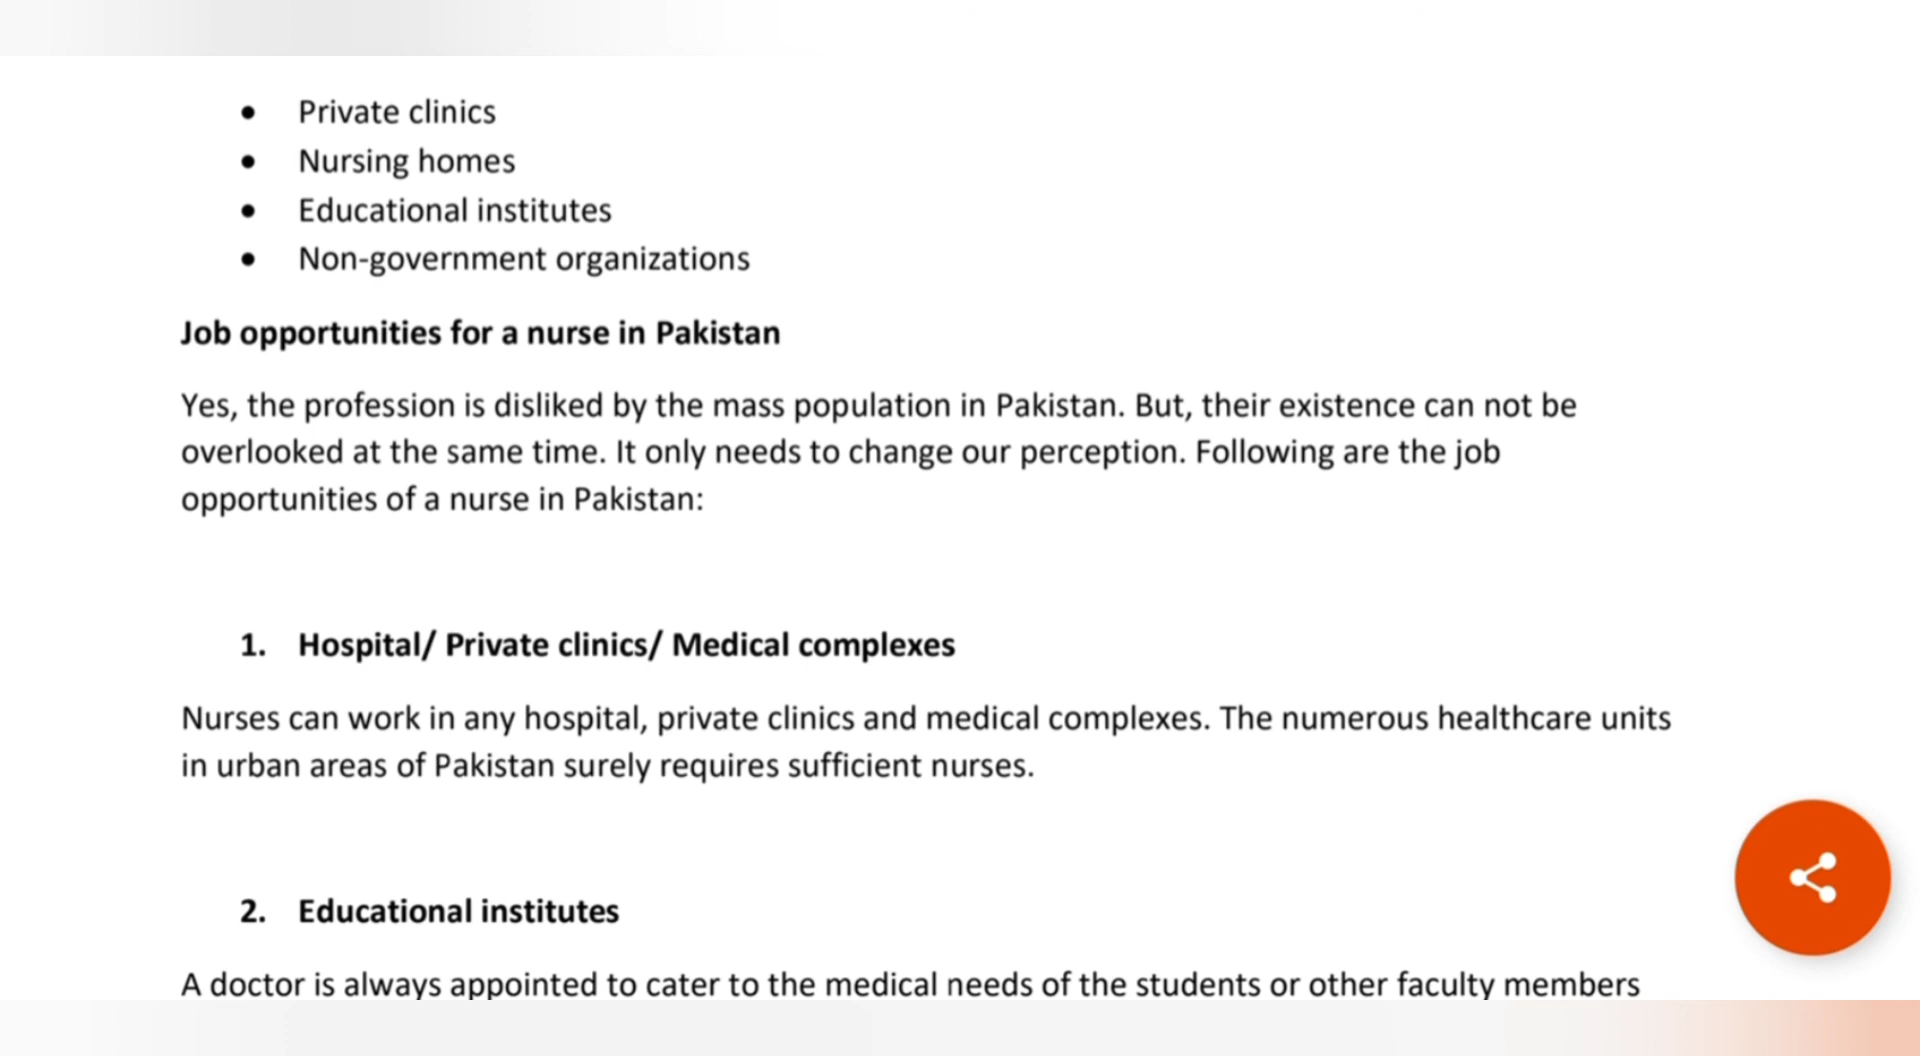 • Private clinics
• Nursing homes
• Educational institutes
• Non-government organizations
Job opportunities for a nurse in Pakistan
Yes, the profession is disliked by the mass population in Pakistan. But, their existence can not be
overlooked at the same time. It only needs to change our perception. Following are the job
opportunities of a nurse in Pakistan:
1. Hospital/ Private clinics/ Medical complexes
Nurses can work in any hospital, private clinics and medical complexes. The numerous healthcare units
in urban areas of Pakistan surely requires sufficient nurses.
2. Educational institutes
A doctor is always appointed to cater to the medical needs of the students or other faculty members